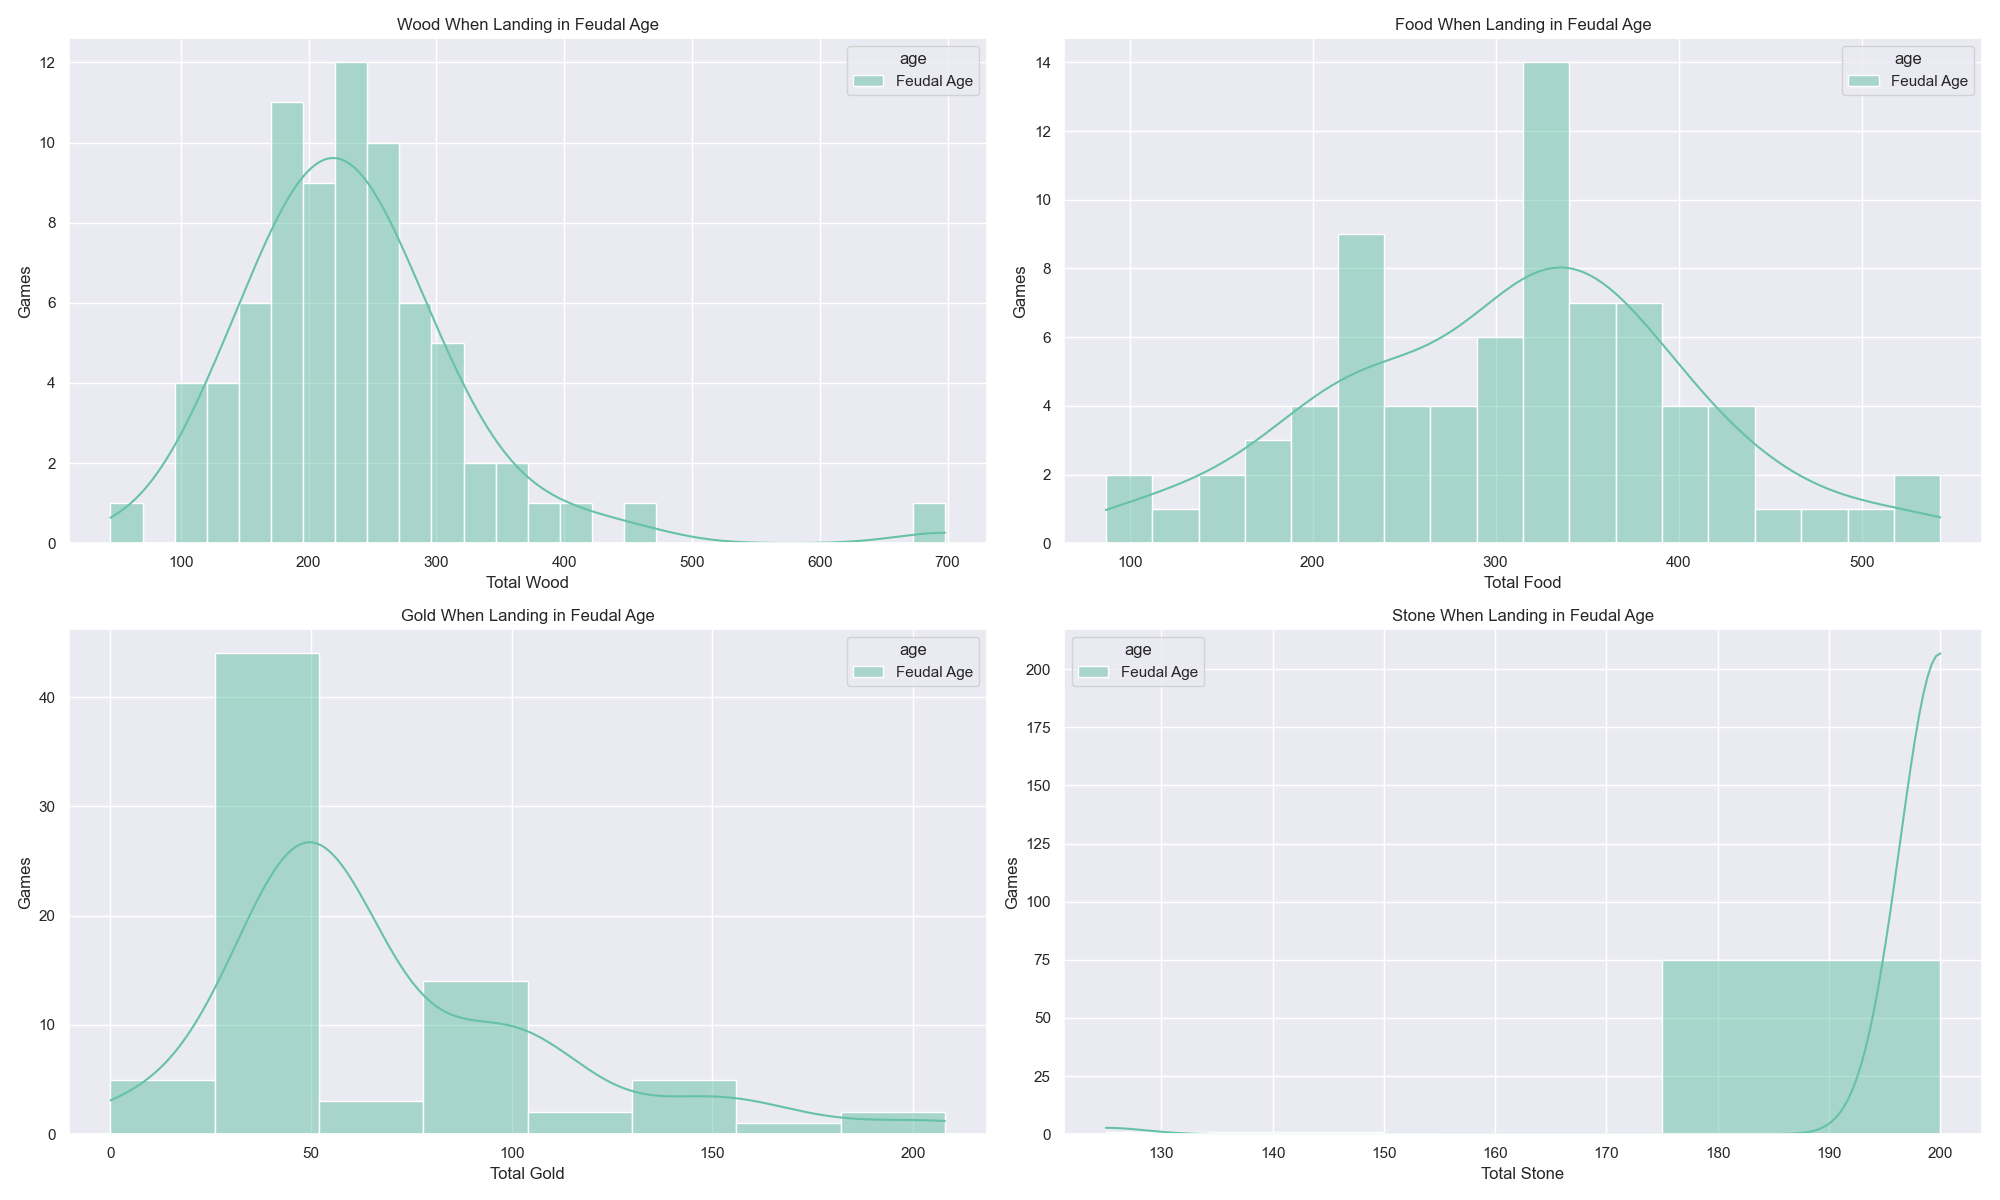 Wood When Landing in Feudal Age
age
Feudal Age
12
10
8
6
4
2
0
Games
100 200 300 400 500 600 700
Total Wood
Food When Landing in Feudal Age
age
Feudal Age
14
12
10
8
6
4
2
0
Games
100 200 300 400 500
Total Food
Gold When Landing in Feudal Age
age
Feudal Age
40
30
20
10
0
Games
0 50 100 150 200
Total Gold
Stone When Landing in Feudal Age
age
Feudal Age
200
175
150
125
100
75
50
25
0
Games
130 140 150 160 170 180 190 200
Total Stone